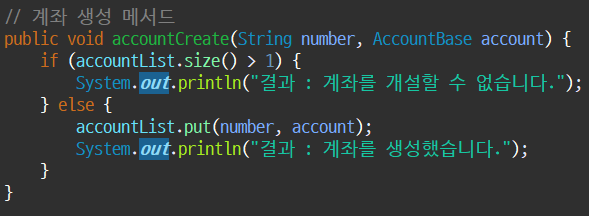 // 계좌 생성 메서드
public void accountCreate(String number, AccountBase account) {
    if (accountList.size() > 1) {
        System.out.println("결과 : 계좌를 개설할 수 없습니다.");
    } else {
        accountList.put(number, account);
        System.out.println("결과 : 계좌를 생성했습니다.");
    }
}